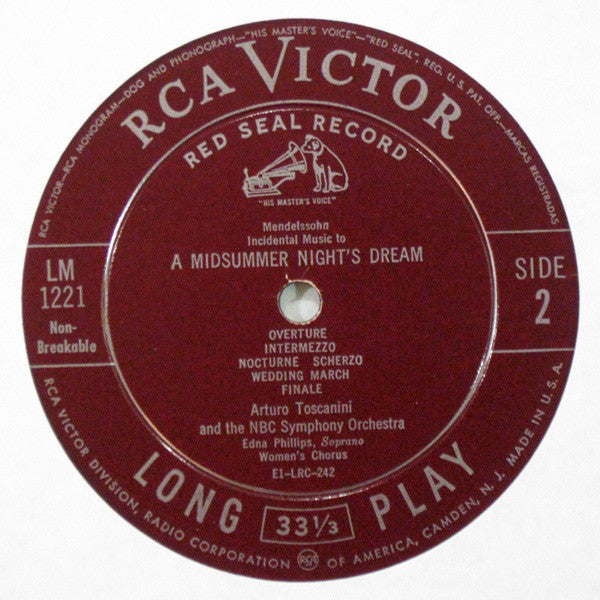 RCA VICTOR—RCA MONOGRAM—DOG AND PHONOGRAPH—"HIS MASTER'S VOICE"—"RED SEAL", REG. U.S. PAT. OFF.—MARCAS REGISTRADAS
RCA VICTOR
RED SEAL RECORD
"HIS MASTER'S VOICE"
Mendelssohn
Incidental Music to
A MIDSUMMER NIGHT'S DREAM
LM
1221
Non-
Breakable
SIDE
2
OVERTURE
INTERMEZZO
NOCTURNE SCHERZO
WEDDING MARCH
FINALE
Arturo Toscanini
and the NBC Symphony Orchestra
Edna Phillips, Soprano
Women's Chorus
E1-LRC-242
LONG 33 1/3 PLAY
RCA VICTOR DIVISION, RADIO CORPORATION RCA OF AMERICA, CAMDEN, N. J. MADE IN U.S.A.